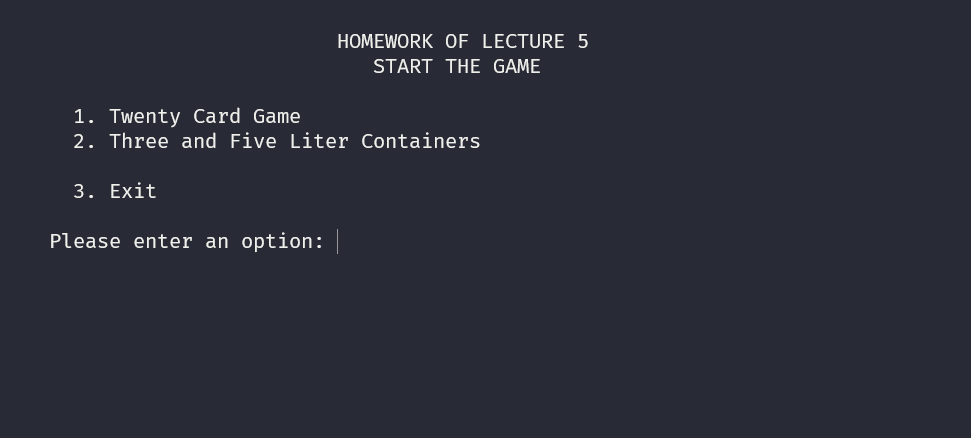 HOMEWORK OF LECTURE 5
START THE GAME
1. Twenty Card Game
2. Three and Five Liter Containers
3. Exit
Please enter an option: